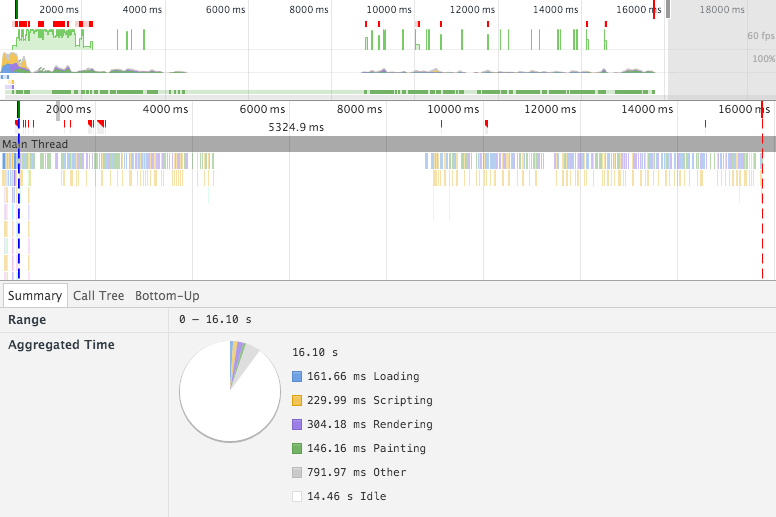 2000 ms 4000 ms 6000 ms 8000 ms 10000 ms 12000 ms 14000 ms 16000 ms 18000 ms
60 fps
100%
2000 ms 4000 ms 6000 ms 8000 ms 10000 ms 12000 ms 14000 ms 16000 ms
5324.9 ms
Main Thread
Summary Call Tree Bottom-Up
Range 0 – 16.10 s
Aggregated Time
16.10 s
161.66 ms Loading
229.99 ms Scripting
304.18 ms Rendering
146.16 ms Painting
791.97 ms Other
14.46 s Idle